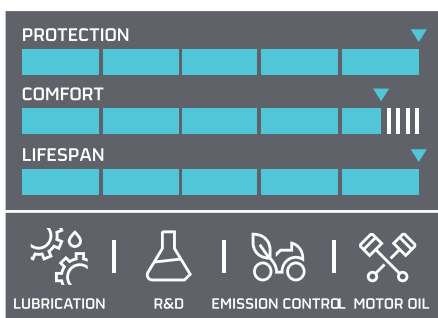 PROTECTION
COMFORT
LIFESPAN
LUBRICATION R&D EMISSION CONTROL MOTOR OIL